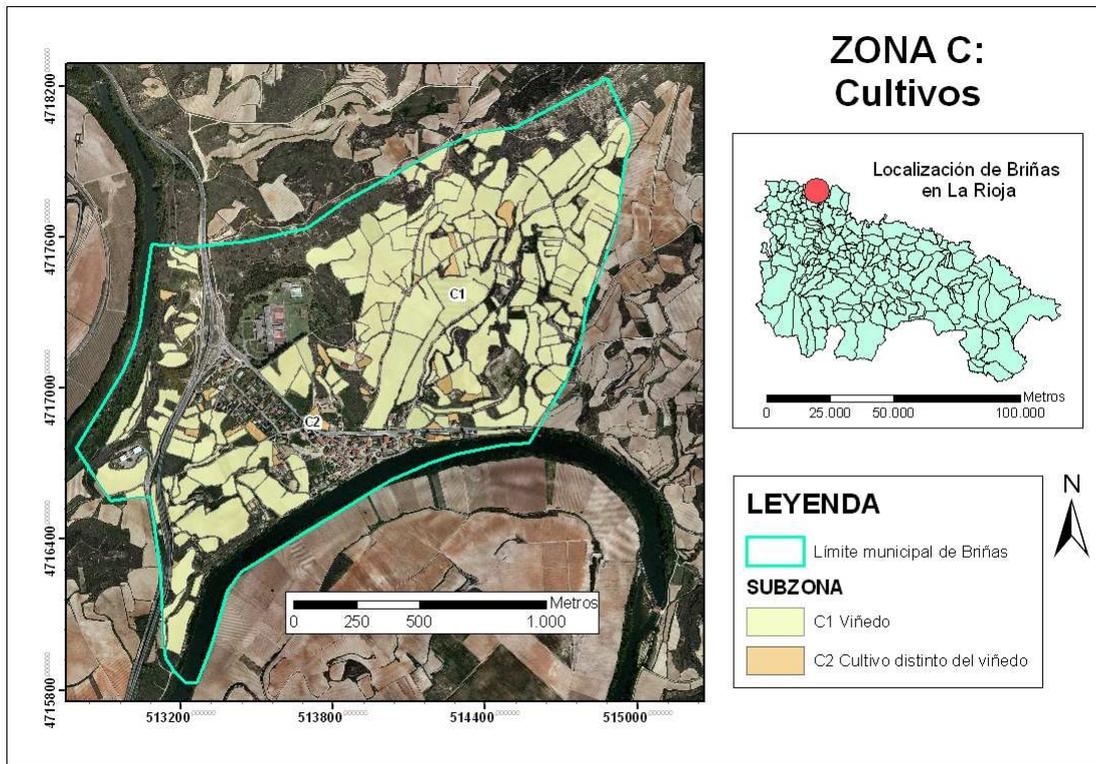 ZONA C:
Cultivos
Localización de Briñas
en La Rioja
Metros
0 25.000 50.000 100.000
LEYENDA
Límite municipal de Briñas
SUBZONA
C1 Viñedo
C2 Cultivo distinto del viñedo
N
4718200
4717600
4717000
4716400
4715800
C1
C2
Metros
0 250 500 1.000
513200 513800 514400 515000